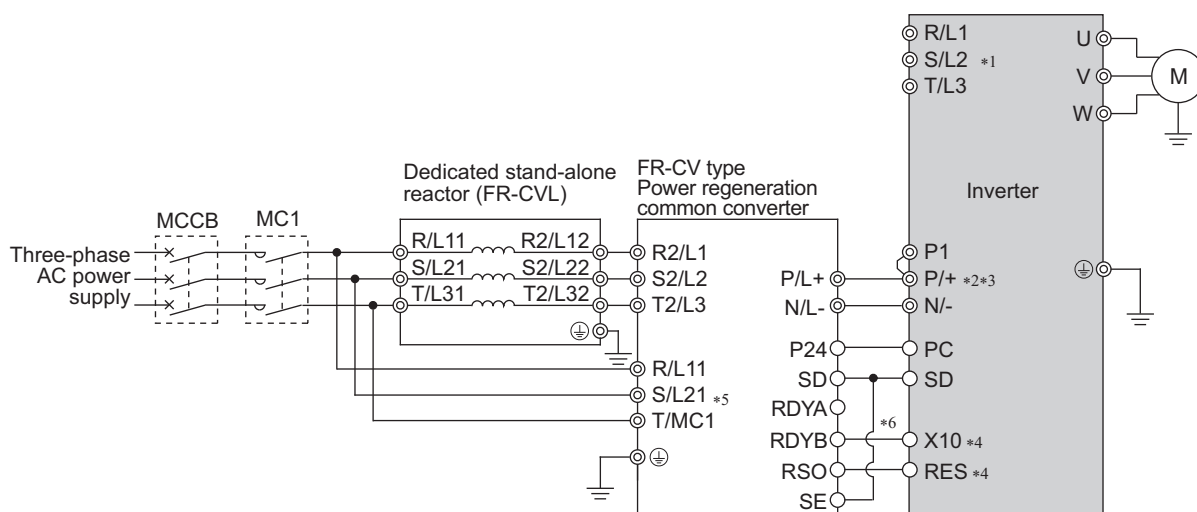 R/L1
S/L2 *1
T/L3
U
V
W
M
Dedicated stand-alone
reactor (FR-CVL)
FR-CV type
Power regeneration
common converter
Inverter
MCCB
MC1
Three-phase
AC power
supply
R/L11
R2/L12
S/L21
S2/L22
T/L31
T2/L32
R2/L1
S2/L2
T2/L3
R/L11
S/L21 *5
T/MC1
P/L+
N/L-
P24
SD
RDYA
RDYB
RSO
SE
*6
P1
P/+ *2*3
N/-
PC
SD
X10 *4
RES *4